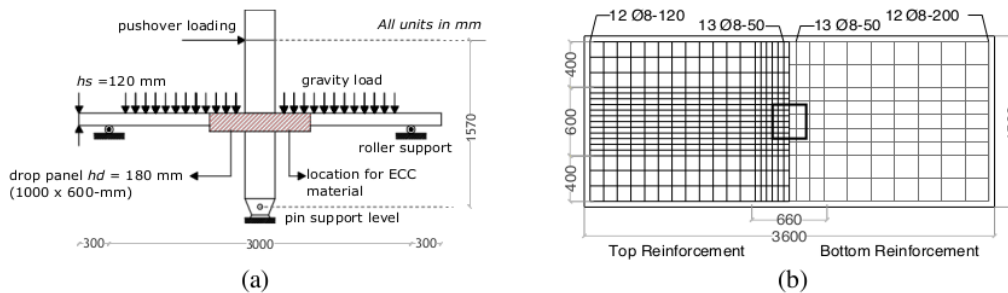 pushover loading
All units in mm
hs =120 mm
gravity load
1570
roller support
drop panel hd = 180 mm
(1000 x 600-mm)
location for ECC
material
pin support level
300
3000
300
(a)
12 Ø8-120
13 Ø8-50
13 Ø8-50
12 Ø8-200
400
600
400
660
3600
Top Reinforcement
Bottom Reinforcement
(b)